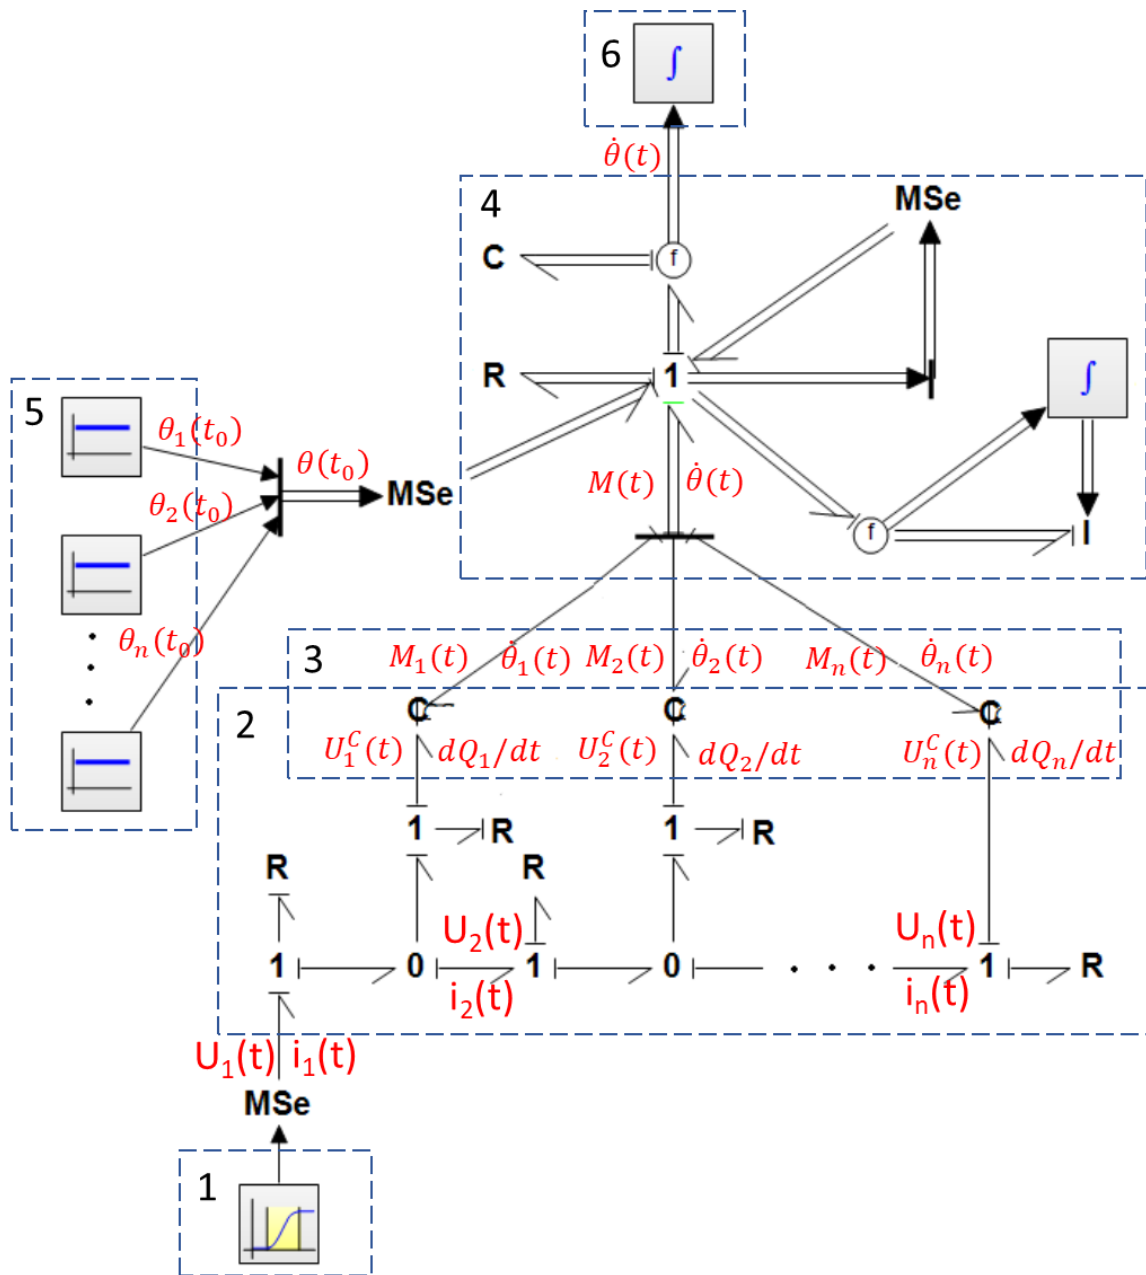 6
∫
θ̇(t)
4
MSe
C
f
R
1
∫
5
θ₁(t₀)
θ(t₀)
MSe
θ₂(t₀)
M(t)
θ̇(t)
f
I
θₙ(t₀)
3
M₁(t)
θ̇₁(t)
M₂(t)
θ̇₂(t)
Mₙ(t)
θ̇ₙ(t)
2
C
C
C
U₁ᶜ(t)
dQ₁/dt
U₂ᶜ(t)
dQ₂/dt
Uₙᶜ(t)
dQₙ/dt
1
R
1
R
R
R
U₂(t)
Uₙ(t)
1
0
1
0
. . .
1
R
i₂(t)
iₙ(t)
U₁(t)
i₁(t)
MSe
1